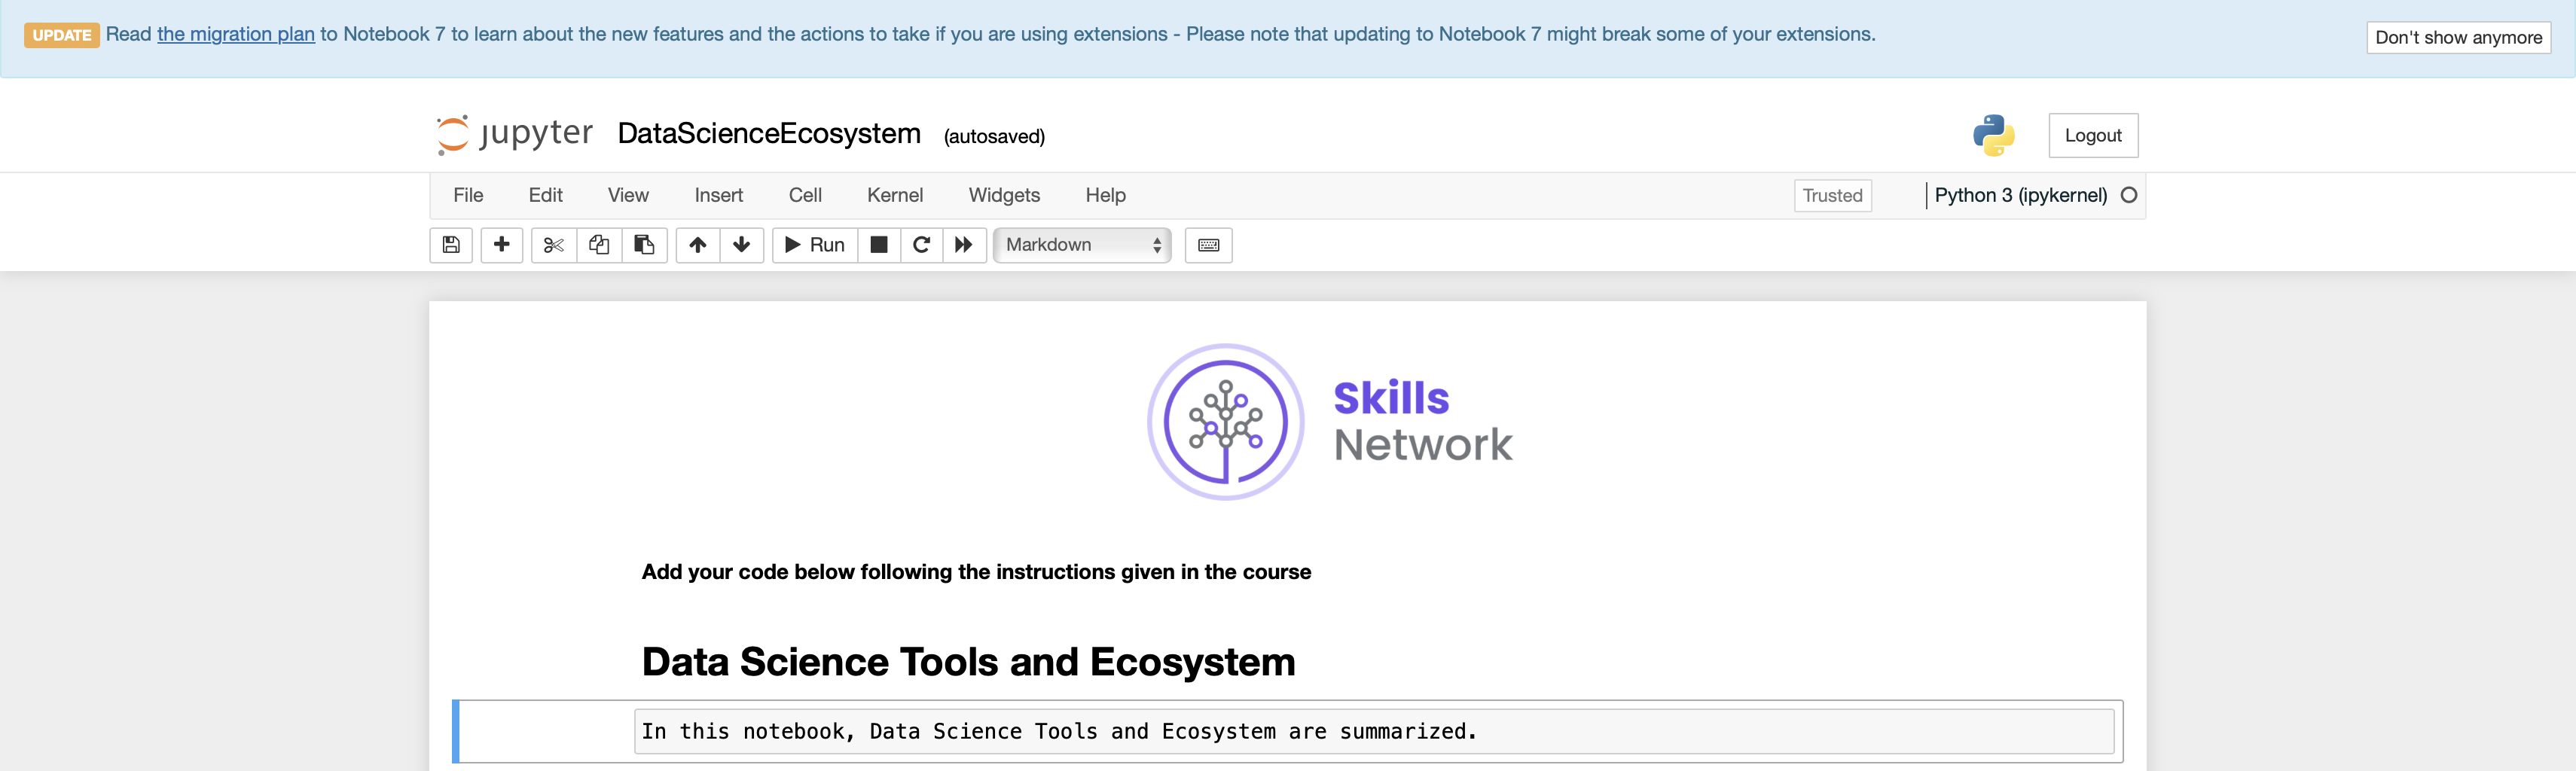 UPDATE Read the migration plan to Notebook 7 to learn about the new features and the actions to take if you are using extensions - Please note that updating to Notebook 7 might break some of your extensions. Don't show anymore
jupyter DataScienceEcosystem (autosaved) Logout
File Edit View Insert Cell Kernel Widgets Help Trusted Python 3 (ipykernel)
Run Markdown
Skills
Network
Add your code below following the instructions given in the course
Data Science Tools and Ecosystem
In this notebook, Data Science Tools and Ecosystem are summarized.